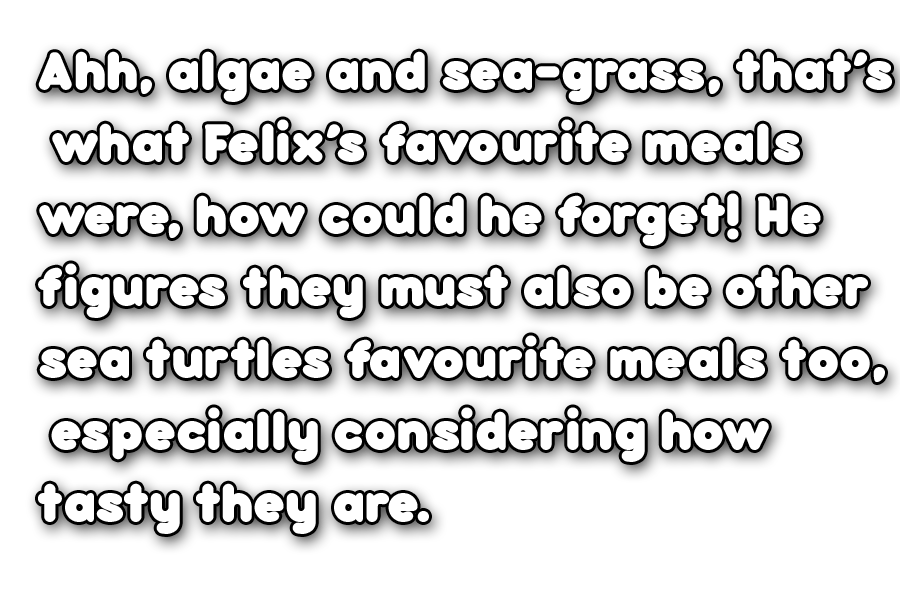 Ahh, algae and sea-grass, that's
what Felix's favourite meals
were, how could he forget! He
figures they must also be other
sea turtles favourite meals too,
especially considering how
tasty they are.